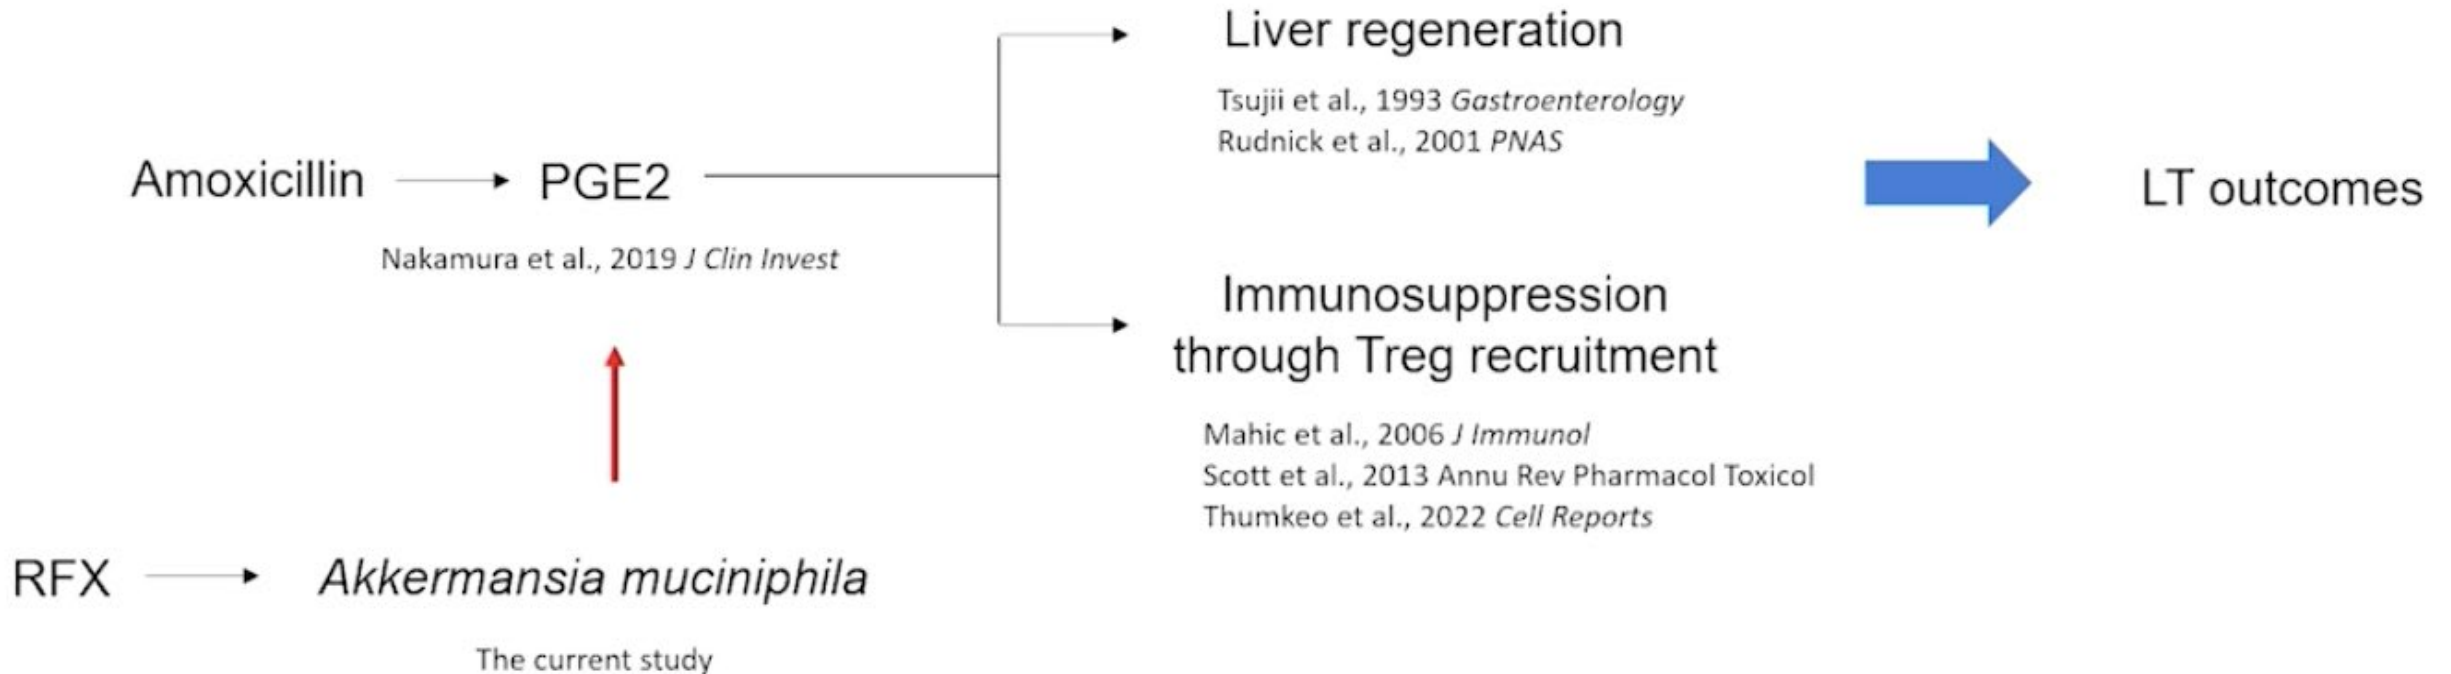 Liver regeneration
Tsujii et al., 1993 Gastroenterology
Rudnick et al., 2001 PNAS
Amoxicillin
PGE2
LT outcomes
Nakamura et al., 2019 J Clin Invest
Immunosuppression
through Treg recruitment
Mahic et al., 2006 J Immunol
Scott et al., 2013 Annu Rev Pharmacol Toxicol
Thumkeo et al., 2022 Cell Reports
RFX
Akkermansia muciniphila
The current study